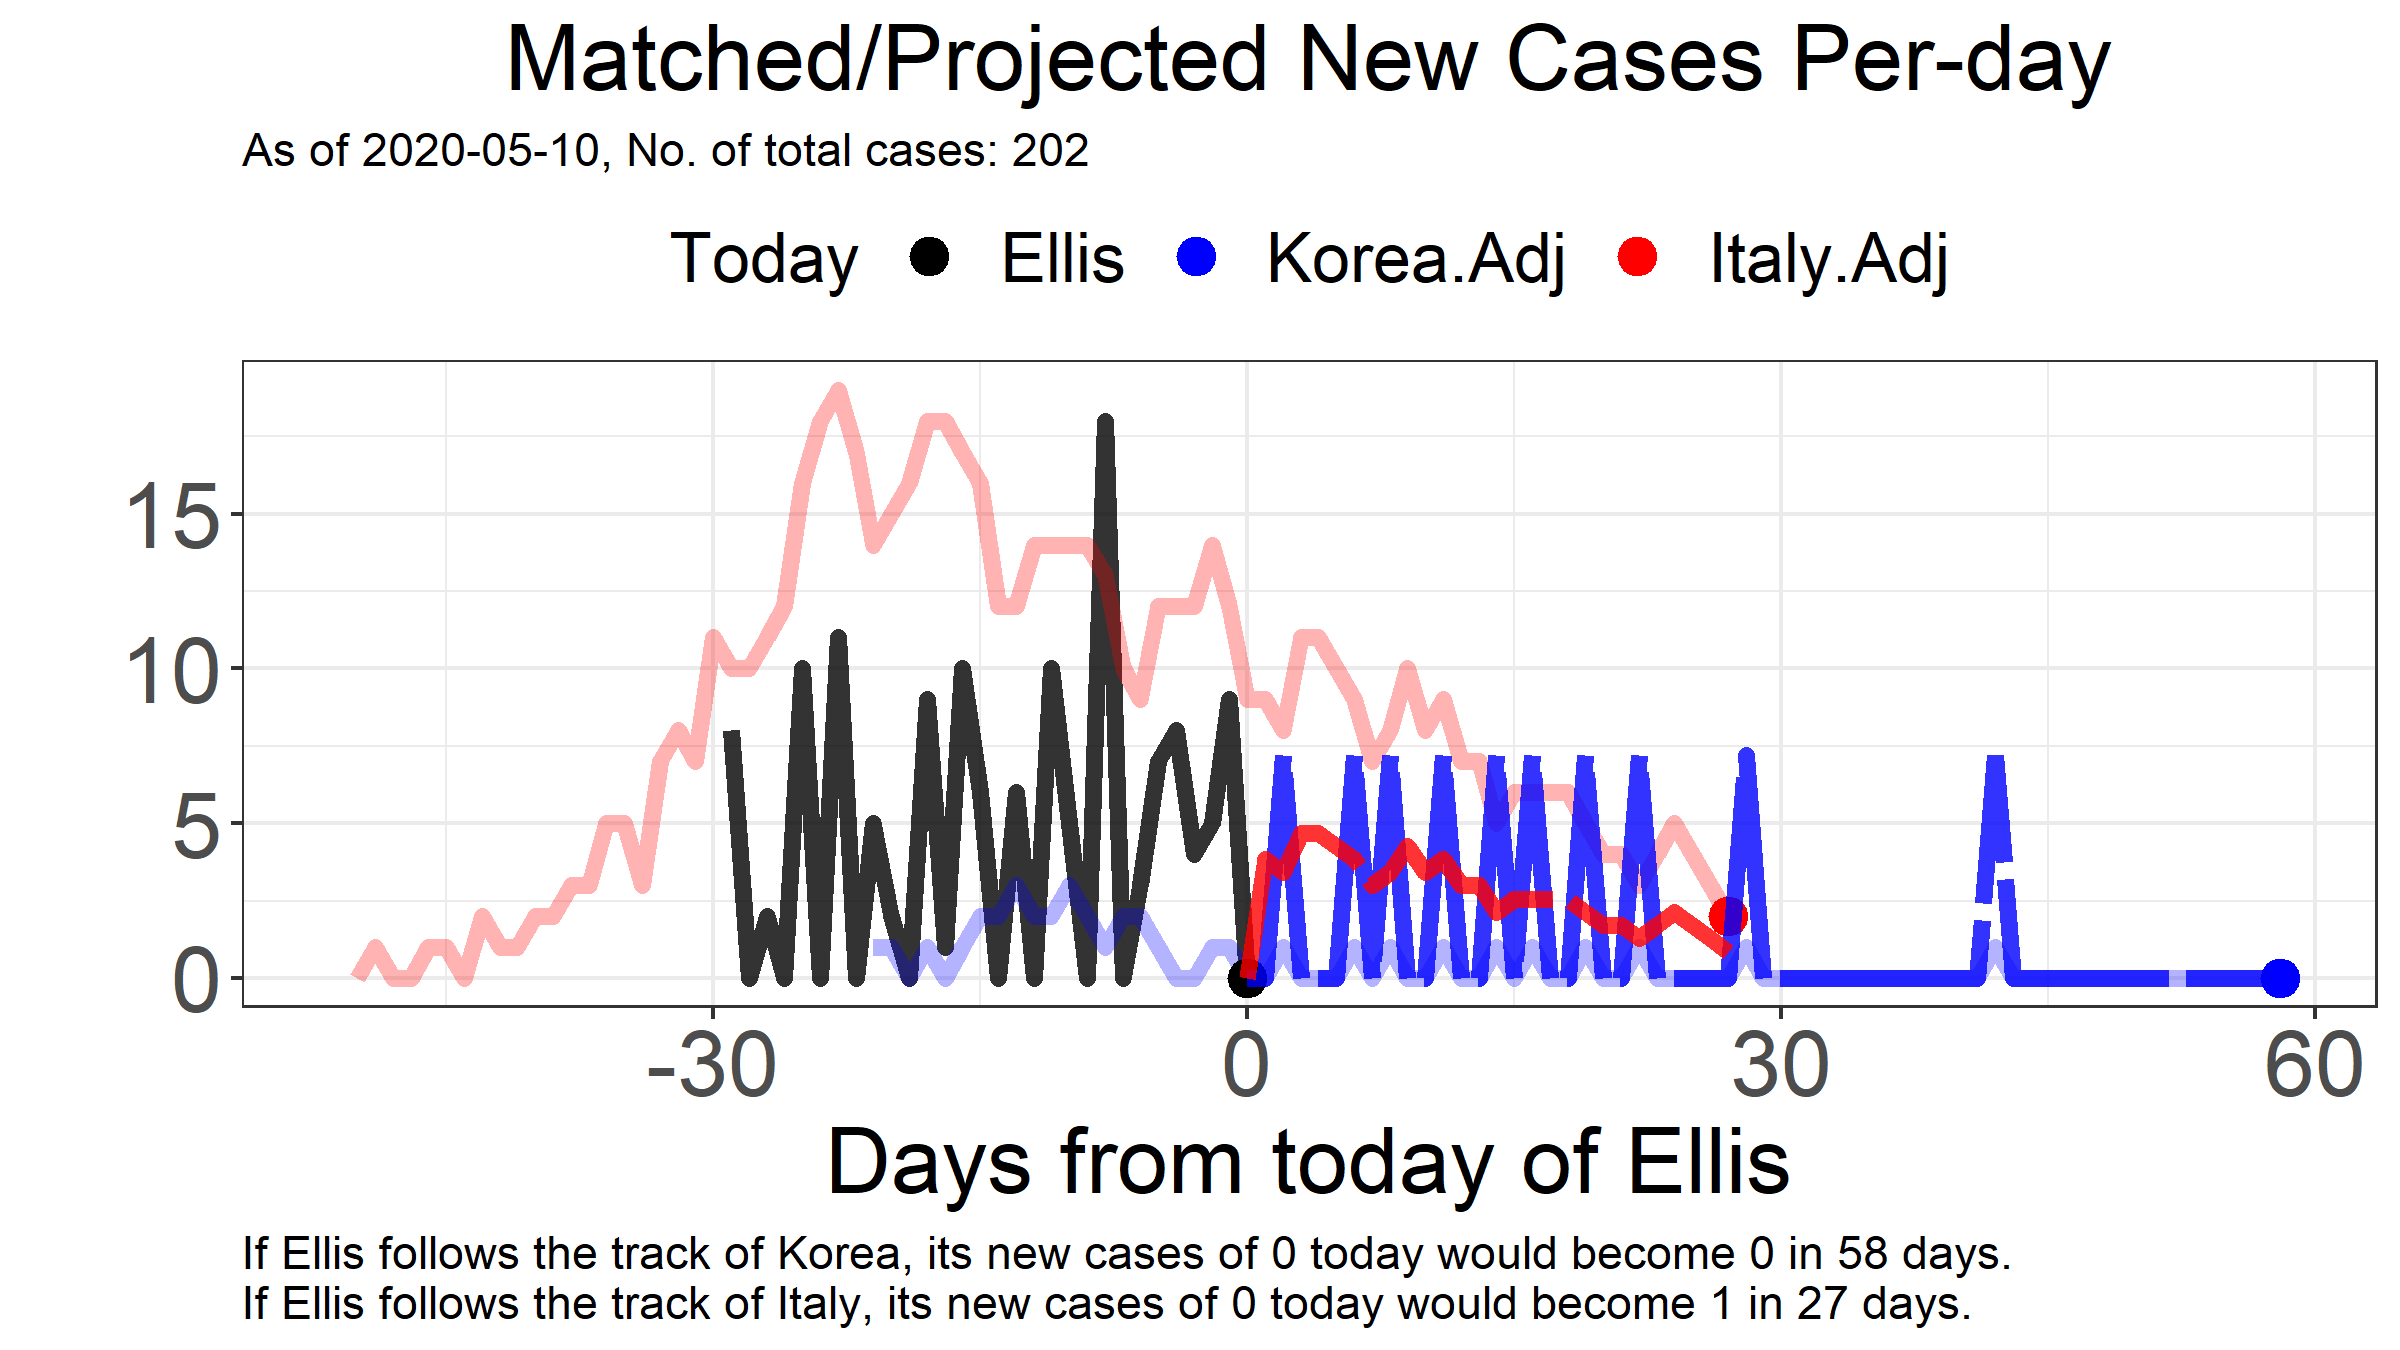 Matched/Projected New Cases Per-day
As of 2020-05-10, No. of total cases: 202
Today Ellis Korea.Adj Italy.Adj
15
10
5
0
-30 0 30 60
Days from today of Ellis
If Ellis follows the track of Korea, its new cases of 0 today would become 0 in 58 days.
If Ellis follows the track of Italy, its new cases of 0 today would become 1 in 27 days.